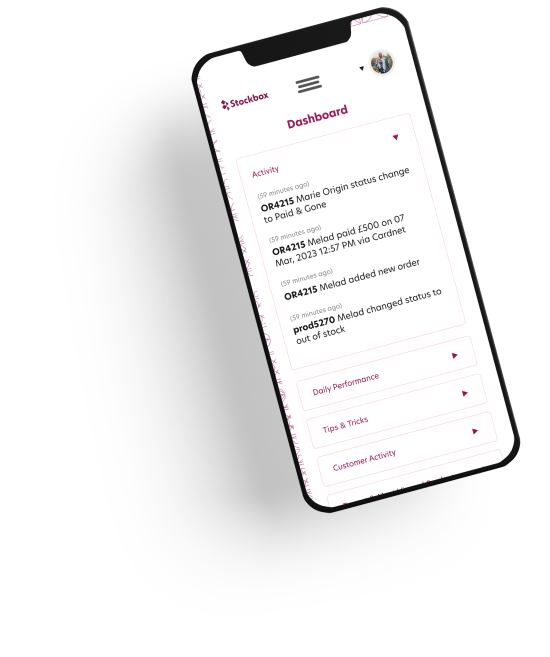 Stockbox
Dashboard
Activity
(59 minutes ago)
OR4215 Marie Origin status change
to Paid & Gone
(59 minutes ago)
OR4215 Melad paid £500 on 07
Mar, 2023 12:57 PM via Cardnet
(59 minutes ago)
OR4215 Melad added new order
(59 minutes ago)
prod5270 Melad changed status to
out of stock
Daily Performance
Tips & Tricks
Customer Activity